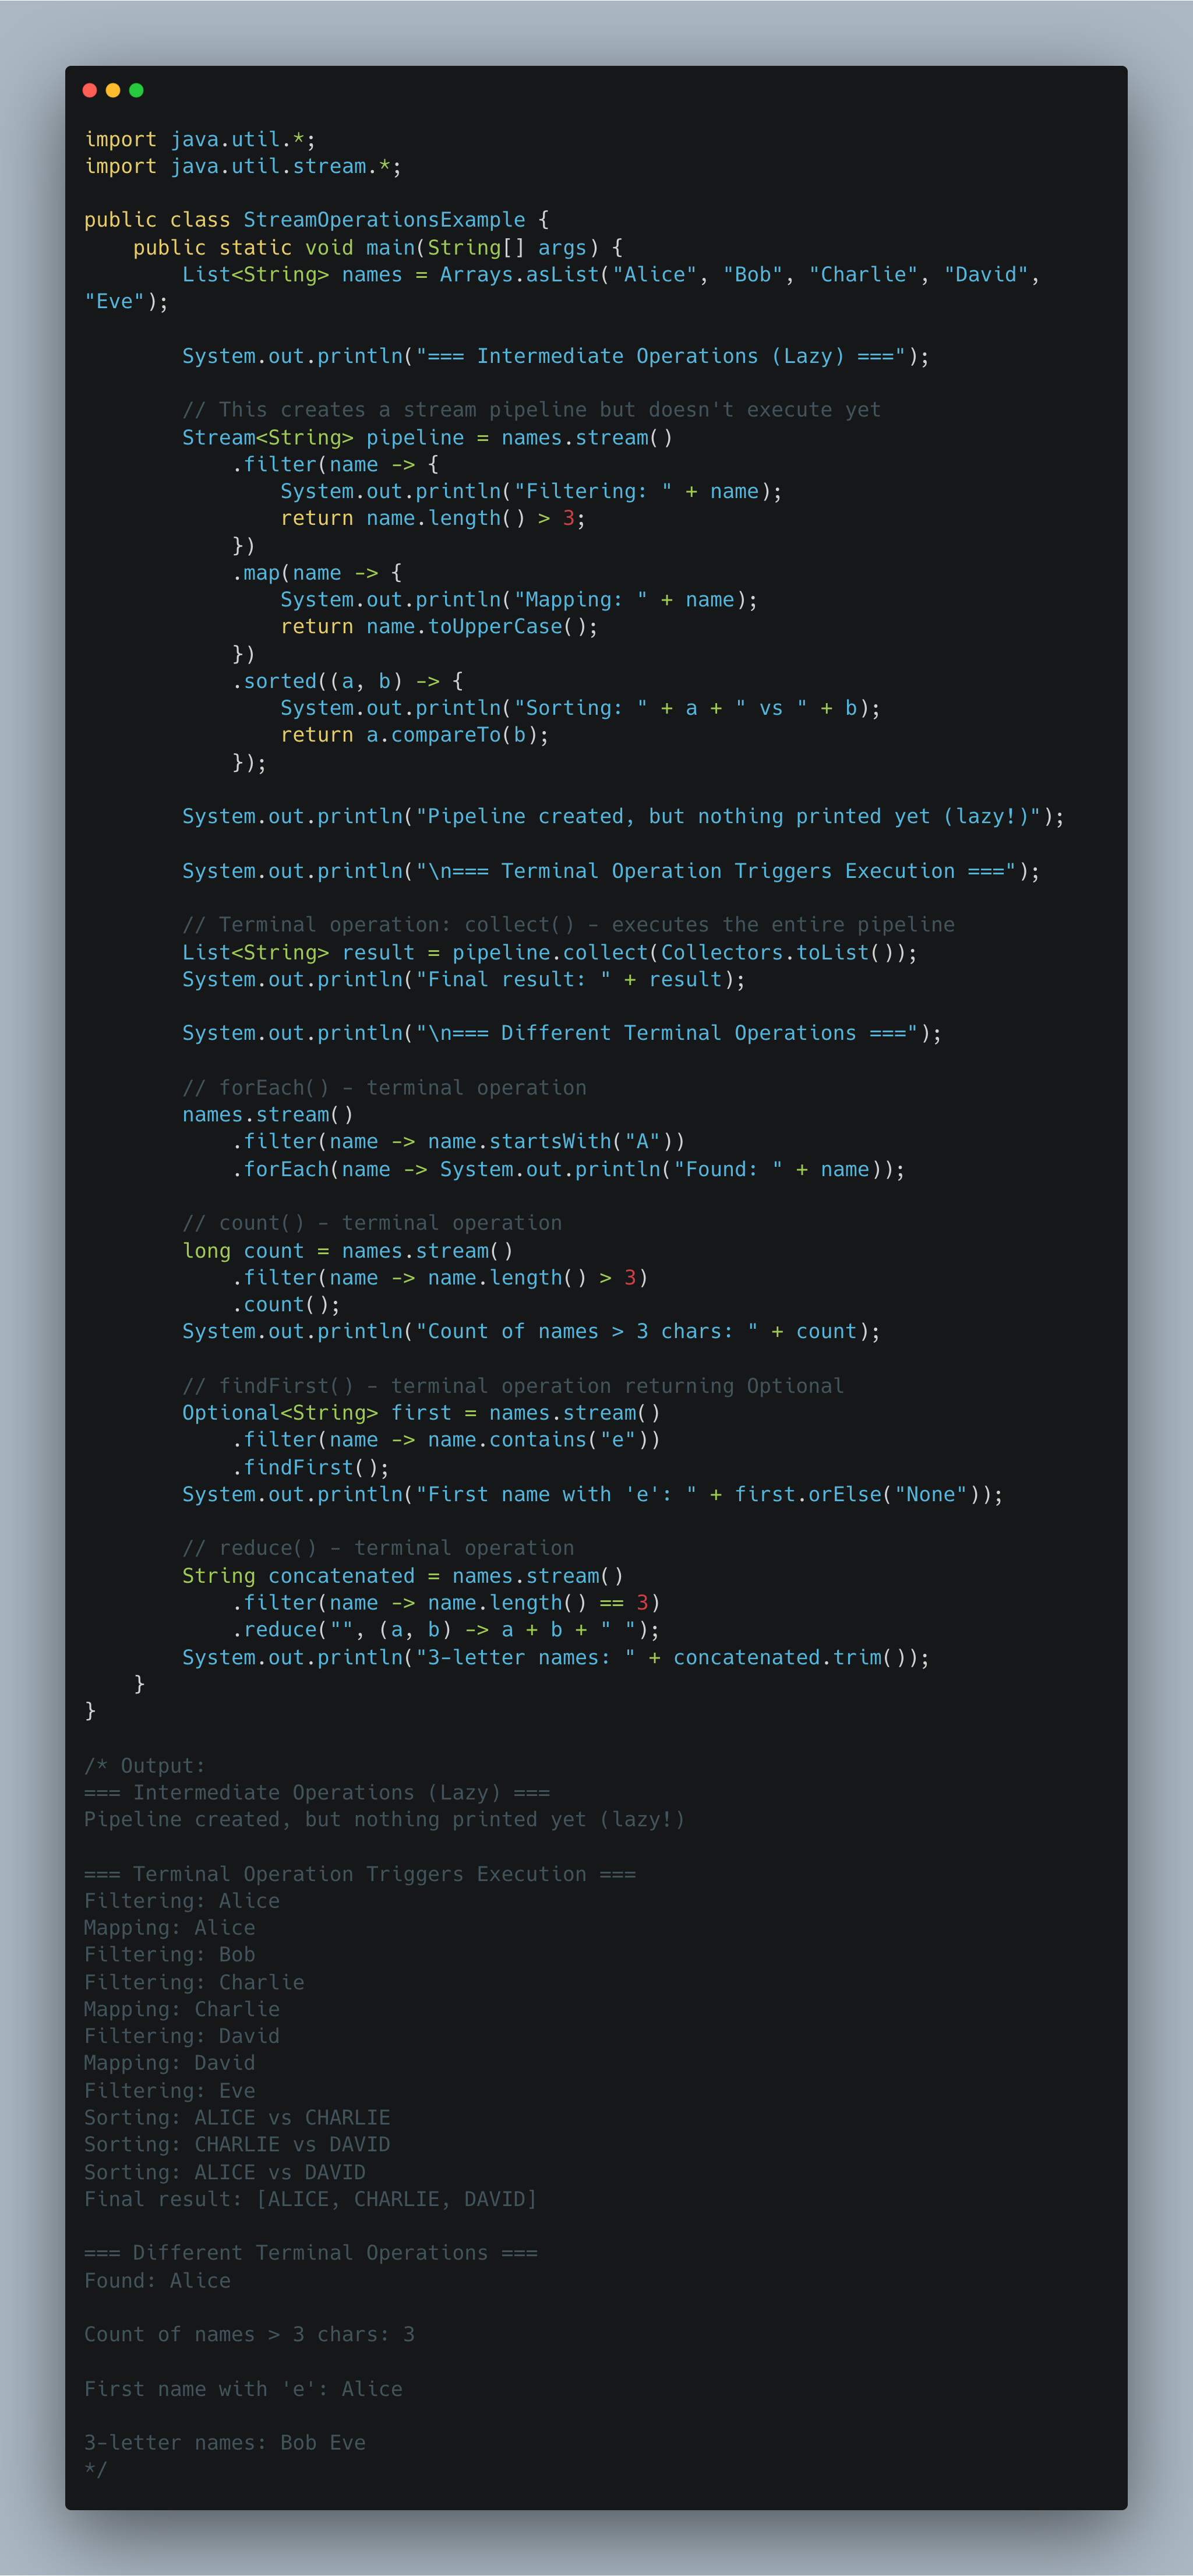 import java.util.*;
import java.util.stream.*;

public class StreamOperationsExample {
    public static void main(String[] args) {
        List<String> names = Arrays.asList("Alice", "Bob", "Charlie", "David",
"Eve");

        System.out.println("=== Intermediate Operations (Lazy) ===");

        // This creates a stream pipeline but doesn't execute yet
        Stream<String> pipeline = names.stream()
            .filter(name -> {
                System.out.println("Filtering: " + name);
                return name.length() > 3;
            })
            .map(name -> {
                System.out.println("Mapping: " + name);
                return name.toUpperCase();
            })
            .sorted((a, b) -> {
                System.out.println("Sorting: " + a + " vs " + b);
                return a.compareTo(b);
            });

        System.out.println("Pipeline created, but nothing printed yet (lazy!)");

        System.out.println("\n=== Terminal Operation Triggers Execution ===");

        // Terminal operation: collect() - executes the entire pipeline
        List<String> result = pipeline.collect(Collectors.toList());
        System.out.println("Final result: " + result);

        System.out.println("\n=== Different Terminal Operations ===");

        // forEach() - terminal operation
        names.stream()
            .filter(name -> name.startsWith("A"))
            .forEach(name -> System.out.println("Found: " + name));

        // count() - terminal operation
        long count = names.stream()
            .filter(name -> name.length() > 3)
            .count();
        System.out.println("Count of names > 3 chars: " + count);

        // findFirst() - terminal operation returning Optional
        Optional<String> first = names.stream()
            .filter(name -> name.contains("e"))
            .findFirst();
        System.out.println("First name with 'e': " + first.orElse("None"));

        // reduce() - terminal operation
        String concatenated = names.stream()
            .filter(name -> name.length() == 3)
            .reduce("", (a, b) -> a + b + " ");
        System.out.println("3-letter names: " + concatenated.trim());
    }
}

/* Output:
=== Intermediate Operations (Lazy) ===
Pipeline created, but nothing printed yet (lazy!)

=== Terminal Operation Triggers Execution ===
Filtering: Alice
Mapping: Alice
Filtering: Bob
Filtering: Charlie
Mapping: Charlie
Filtering: David
Mapping: David
Filtering: Eve
Sorting: ALICE vs CHARLIE
Sorting: CHARLIE vs DAVID
Sorting: ALICE vs DAVID
Final result: [ALICE, CHARLIE, DAVID]

=== Different Terminal Operations ===
Found: Alice

Count of names > 3 chars: 3

First name with 'e': Alice

3-letter names: Bob Eve
*/